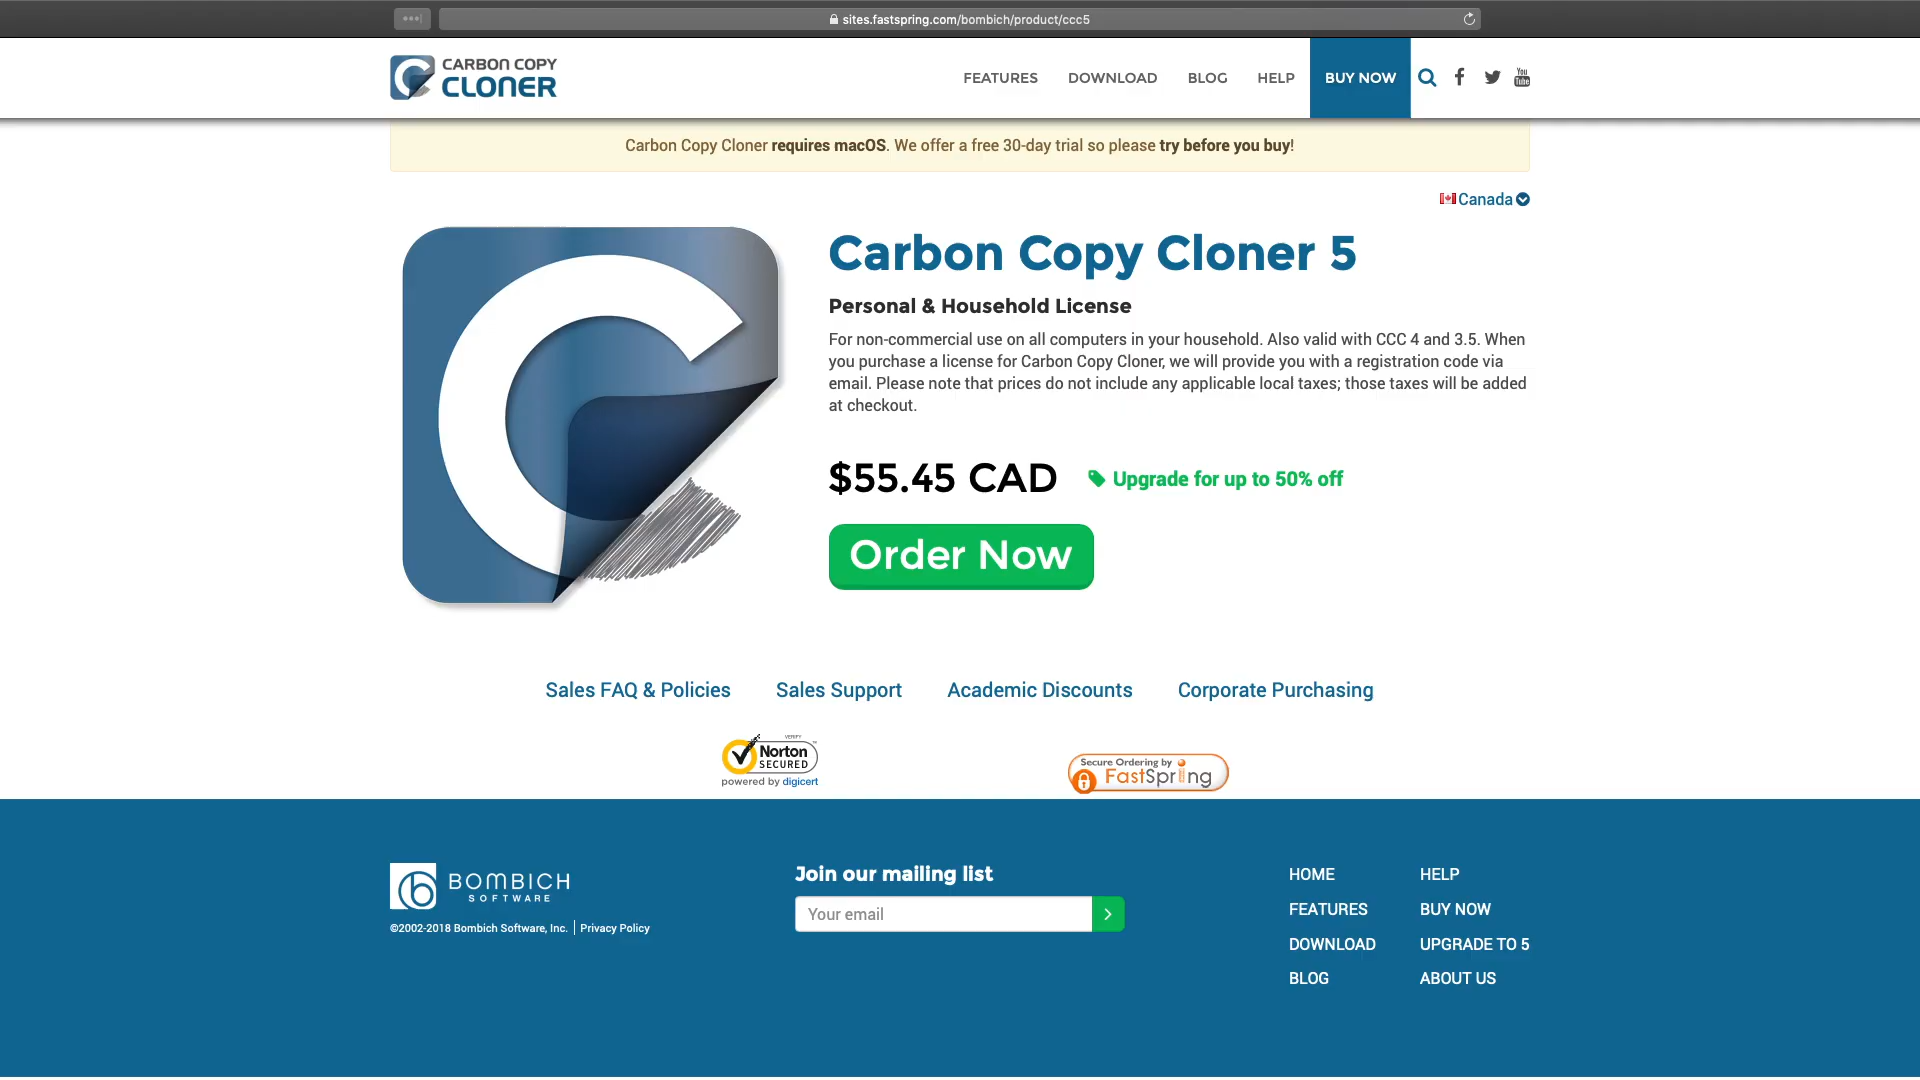 sites.fastspring.com/bombich/product/ccc5
CARBON COPY
CLONER
FEATURES
DOWNLOAD
BLOG
HELP
BUY NOW
You
Tube
Carbon Copy Cloner requires macOS. We offer a free 30-day trial so please try before you buy!
Canada
Carbon Copy Cloner 5
Personal & Household License
For non-commercial use on all computers in your household. Also valid with CCC 4 and 3.5. When
you purchase a license for Carbon Copy Cloner, we will provide you with a registration code via
email. Please note that prices do not include any applicable local taxes; those taxes will be added
at checkout.
$55.45 CAD
Upgrade for up to 50% off
Order Now
Sales FAQ & Policies
Sales Support
Academic Discounts
Corporate Purchasing
VERIFY
Norton
SECURED
powered by digicert
Secure Ordering by
FastSpring
BOMBICH
SOFTWARE
©2002-2018 Bombich Software, Inc. | Privacy Policy
Join our mailing list
Your email
HOME
FEATURES
DOWNLOAD
BLOG
HELP
BUY NOW
UPGRADE TO 5
ABOUT US